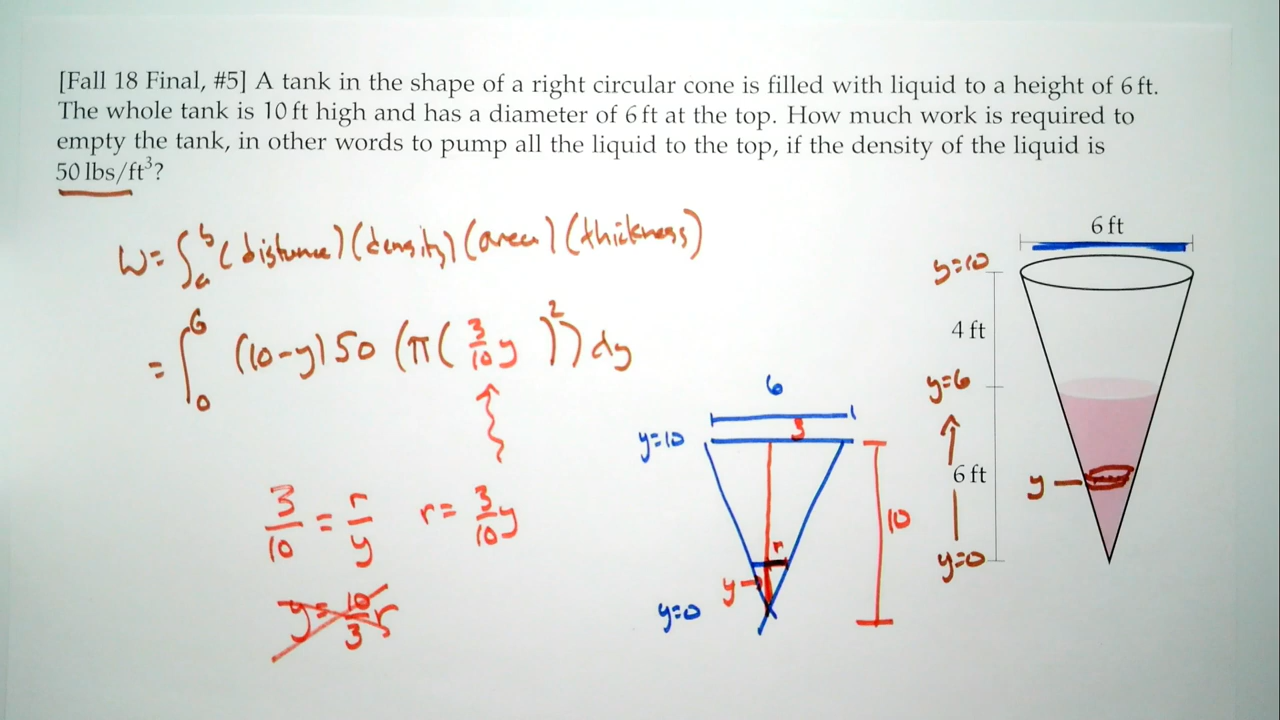 [Fall 18 Final, #5] A tank in the shape of a right circular cone is filled with liquid to a height of 6 ft.
The whole tank is 10 ft high and has a diameter of 6 ft at the top. How much work is required to
empty the tank, in other words to pump all the liquid to the top, if the density of the liquid is
50 lbs/ft³?
W = ∫ₐᵇ (distance)(density)(area)(thickness)
= ∫₀⁶ (10-y) 50 (π(3/10 y)²) dy
3/10 = r/y
r = 3/10 y
y = 10/3 r
6
3
y=10
10
r
y
y=0
6 ft
y=10
4 ft
y=6
6 ft
y
y=0